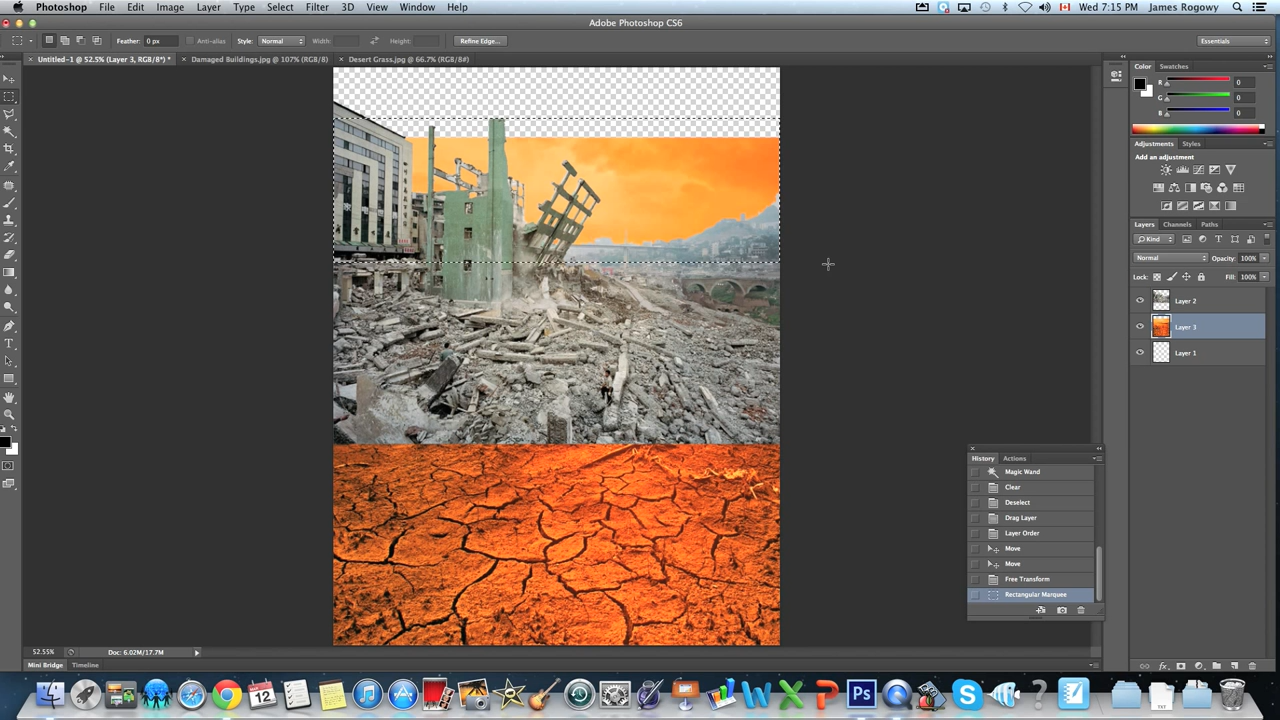 Photoshop File Edit Image Layer Type Select Filter 3D View Window Help Wed 7:15 PM James Rogowy
Adobe Photoshop CS6
Feather: 0 px Anti-alias Style: Normal Width: Height: Refine Edge... Essentials
Untitled-1 @ 52.5% (Layer 3, RGB/8*) * Damaged Buildings.jpg @ 107% (RGB/8) Desert Grass.jpg @ 66.7% (RGB/8#)
Color Swatches
R 0
G 0
B 0
Adjustments Styles
Add an adjustment
Layers Channels Paths
Kind
Normal Opacity: 100%
Lock: Fill: 100%
Layer 2
Layer 3
Layer 1
History Actions
Magic Wand
Clear
Deselect
Drag Layer
Layer Order
Move
Move
Free Transform
Rectangular Marquee
52.55% Doc: 6.02M/17.7M
Mini Bridge Timeline
12
Ps